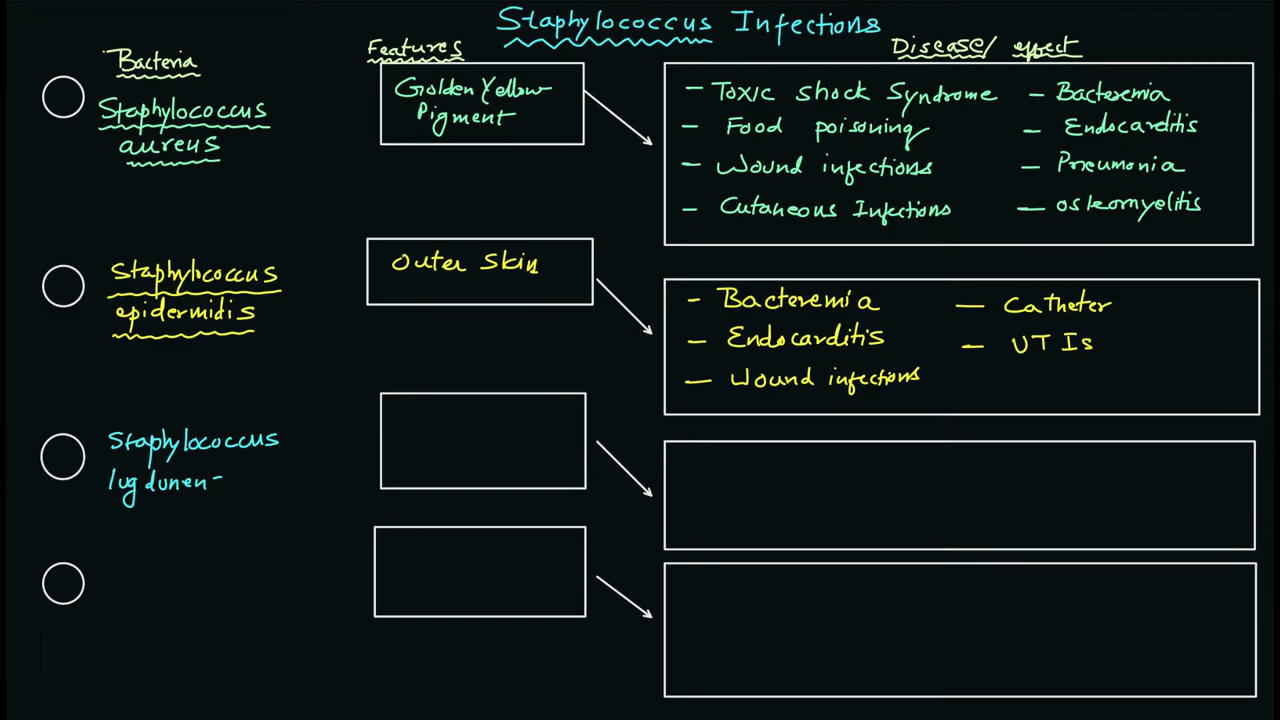 Staphylococcus Infections
Bacteria
Features
Disease/ effect
Staphylococcus
aureus
Golden Yellow
Pigment
- Toxic shock Syndrome
- Food poisoning
- Wound infections
- Cutaneous Infections
- Bacteremia
- Endocarditis
- Pneumonia
- osteomyelitis
Staphylococcus
epidermidis
Outer Skin
- Bacteremia
- Endocarditis
- Wound infections
- Catheter
- UTIs
Staphylococcus
lugdunen